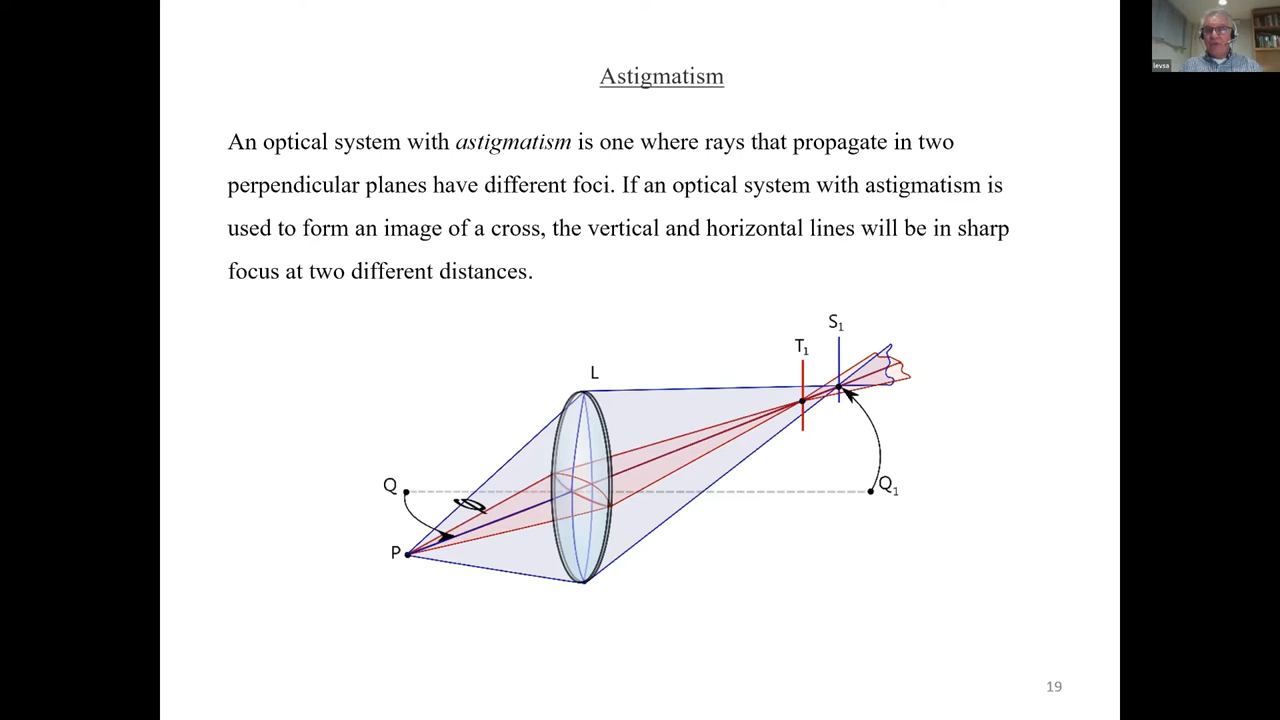 levsa
Astigmatism
An optical system with astigmatism is one where rays that propagate in two
perpendicular planes have different foci. If an optical system with astigmatism is
used to form an image of a cross, the vertical and horizontal lines will be in sharp
focus at two different distances.
S₁
T₁
L
Q
Q₁
P
19